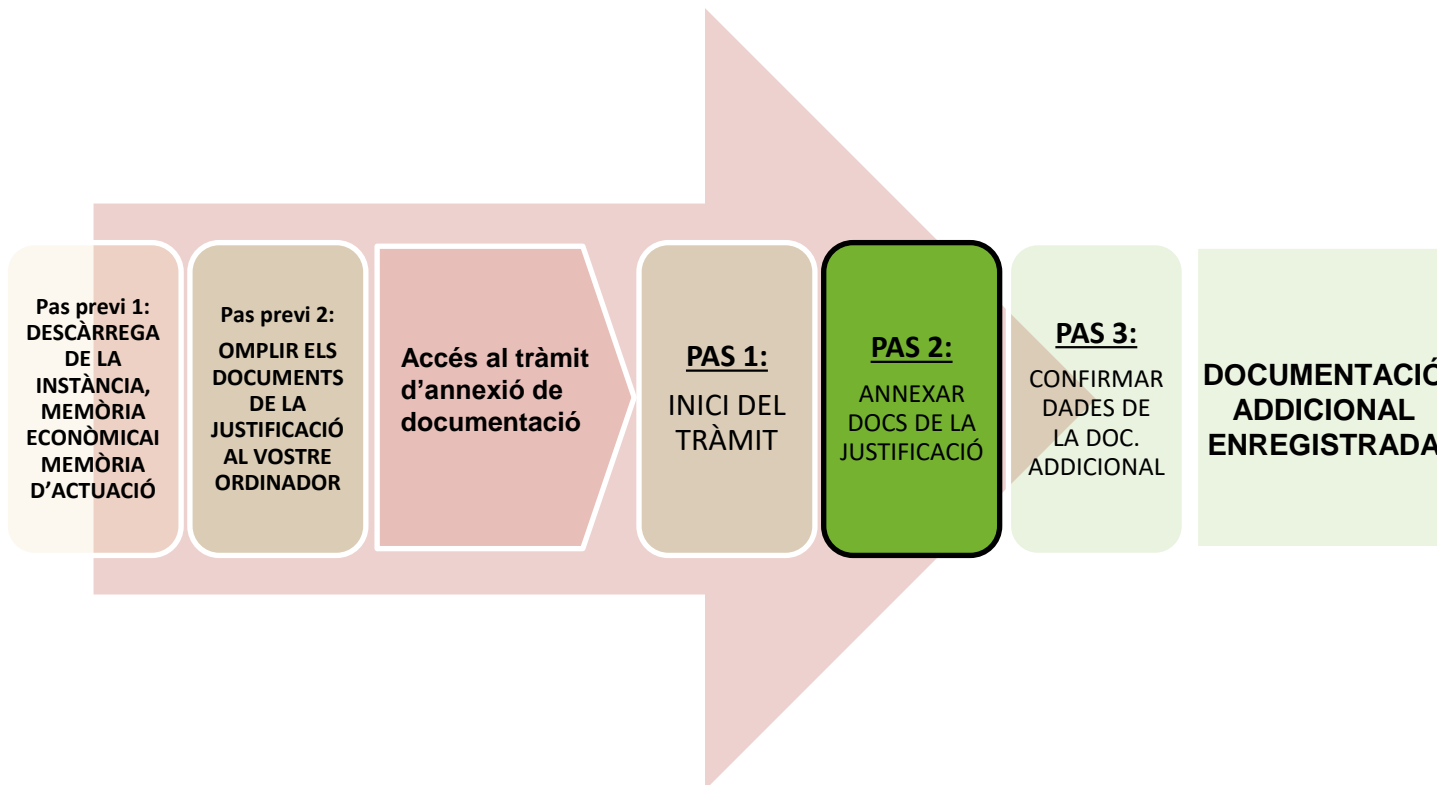 Pas previ 1:
DESCÀRREGA
DE LA
INSTÀNCIA,
MEMÒRIA
ECONÒMICAI
MEMÒRIA
D’ACTUACIÓ
Pas previ 2:
OMPLIR ELS
DOCUMENTS
DE LA
JUSTIFICACIÓ
AL VOSTRE
ORDINADOR
Accés al tràmit
d’annexió de
documentació
PAS 1:
INICI DEL
TRÀMIT
PAS 2:
ANNEXAR
DOCS DE LA
JUSTIFICACIÓ
PAS 3:
CONFIRMAR
DADES DE
LA DOC.
ADDICIONAL
DOCUMENTACIÓ
ADDICIONAL
ENREGISTRADA